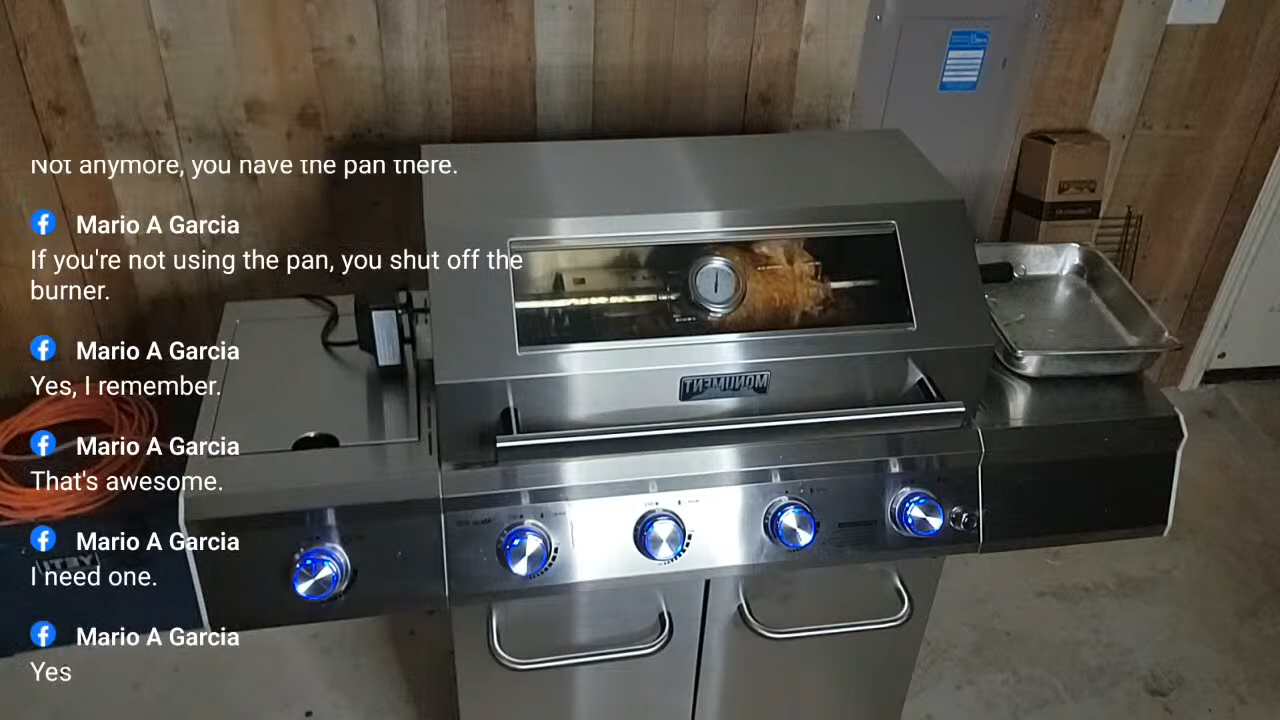 Not anymore, you have the pan there.
Mario A Garcia
If you're not using the pan, you shut off the
burner.
Mario A Garcia
Yes, I remember.
Mario A Garcia
That's awesome.
Mario A Garcia
I need one.
Mario A Garcia
Yes
MONUMENT
YETI